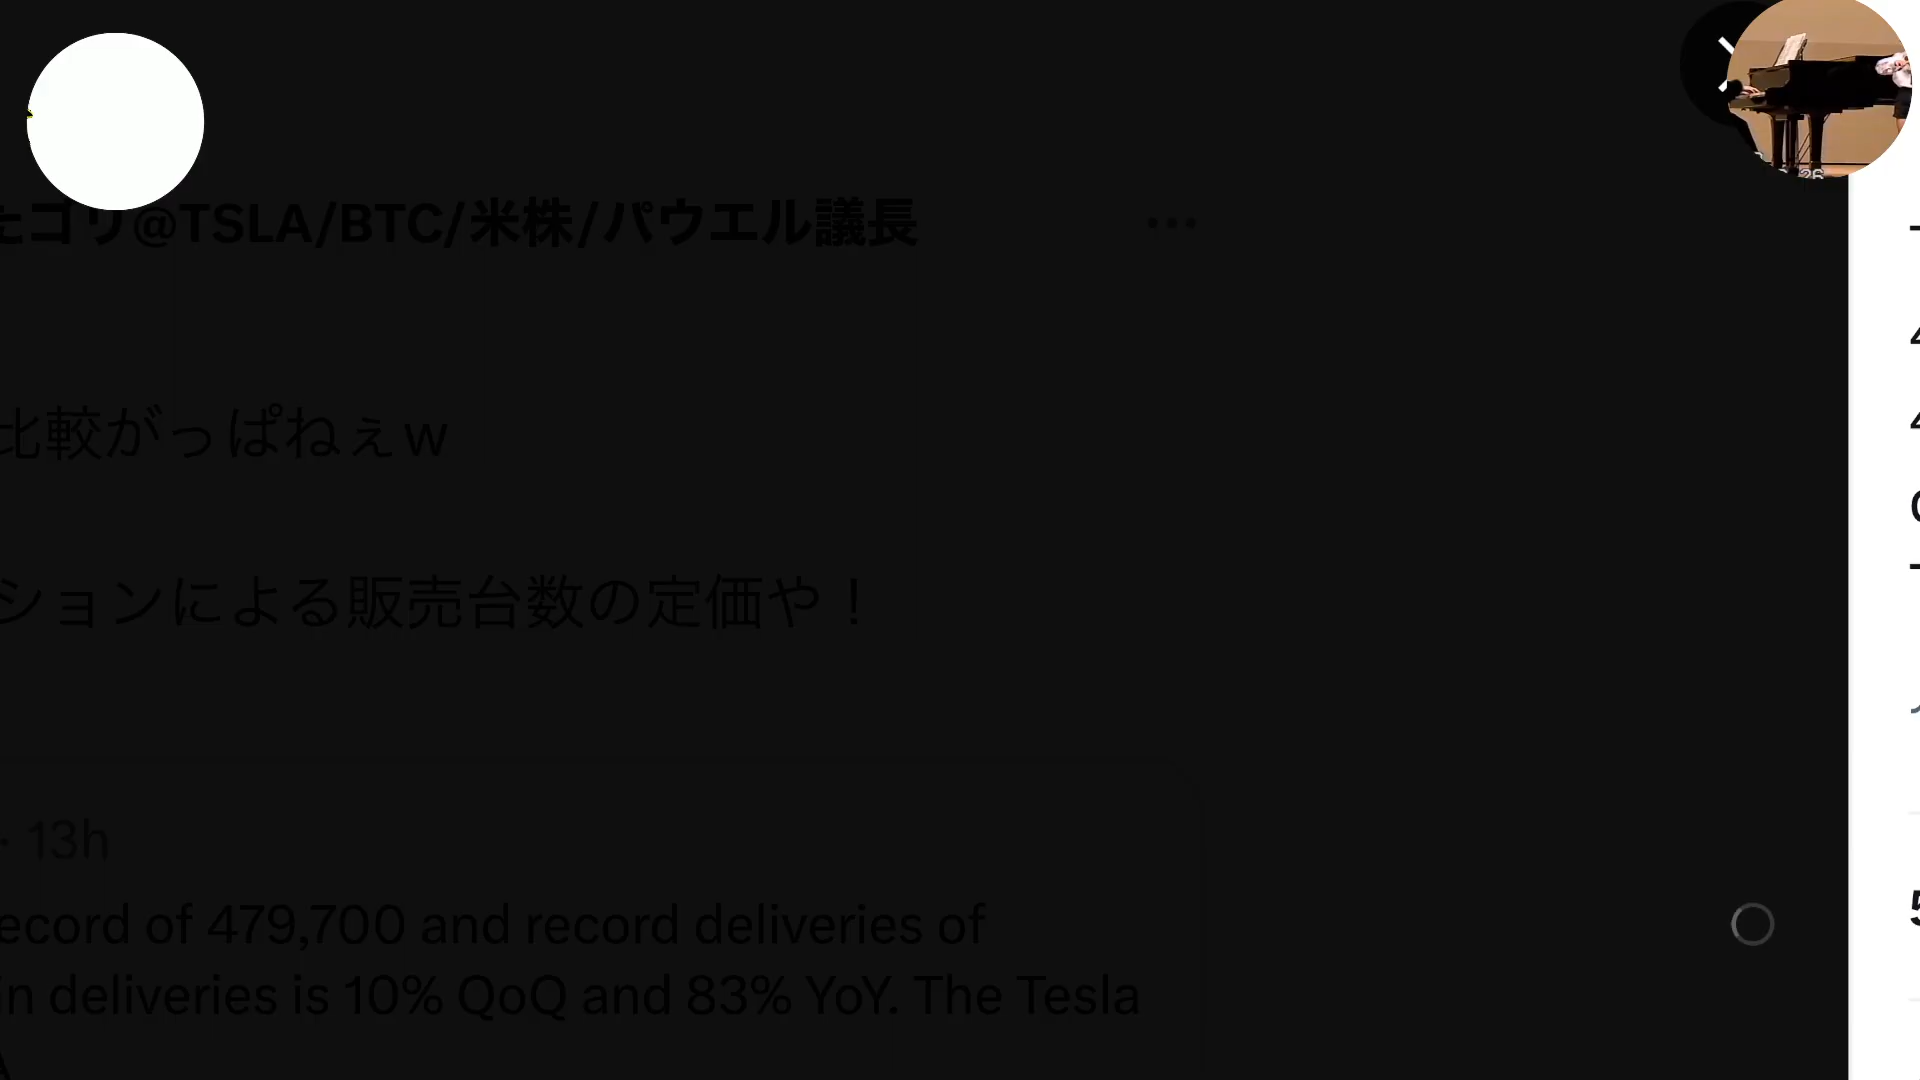 たゴリ@TSLA/BTC/米株/パウエル議長
比較がっぱねぇw
ションによる販売台数の定価や！
· 13h
ecord of 479,700 and record deliveries of
in deliveries is 10% QoQ and 83% YoY. The Tesla